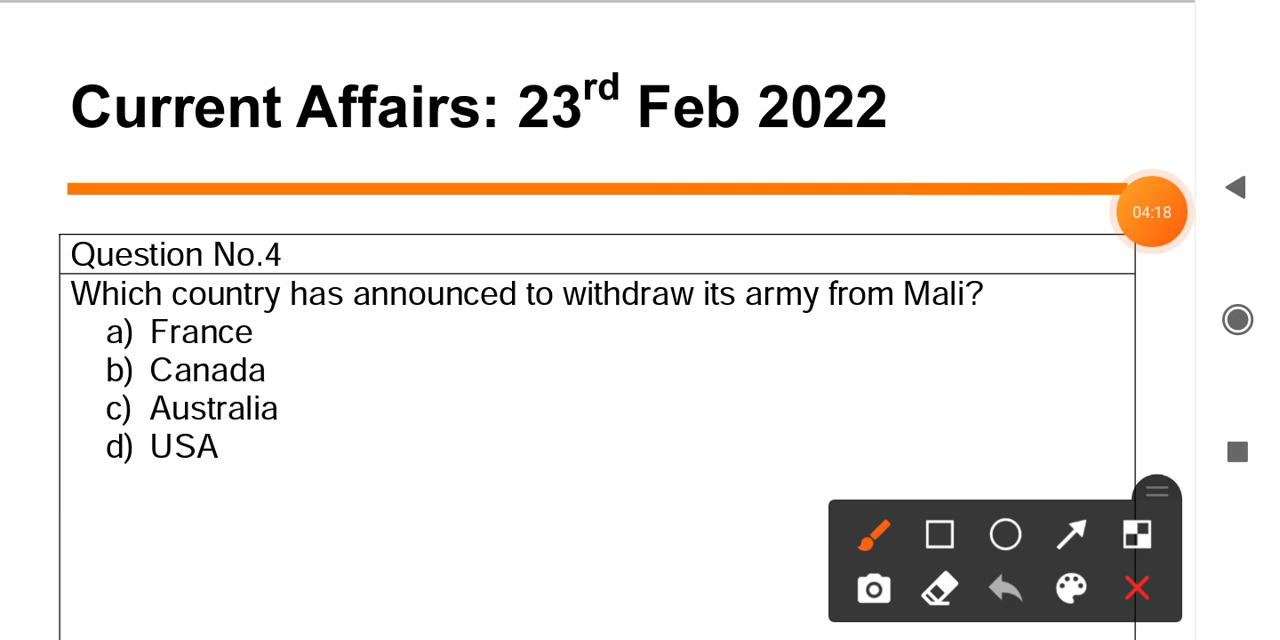 Current Affairs: 23rd Feb 2022
04:18
Question No.4
Which country has announced to withdraw its army from Mali?
a) France
b) Canada
c) Australia
d) USA